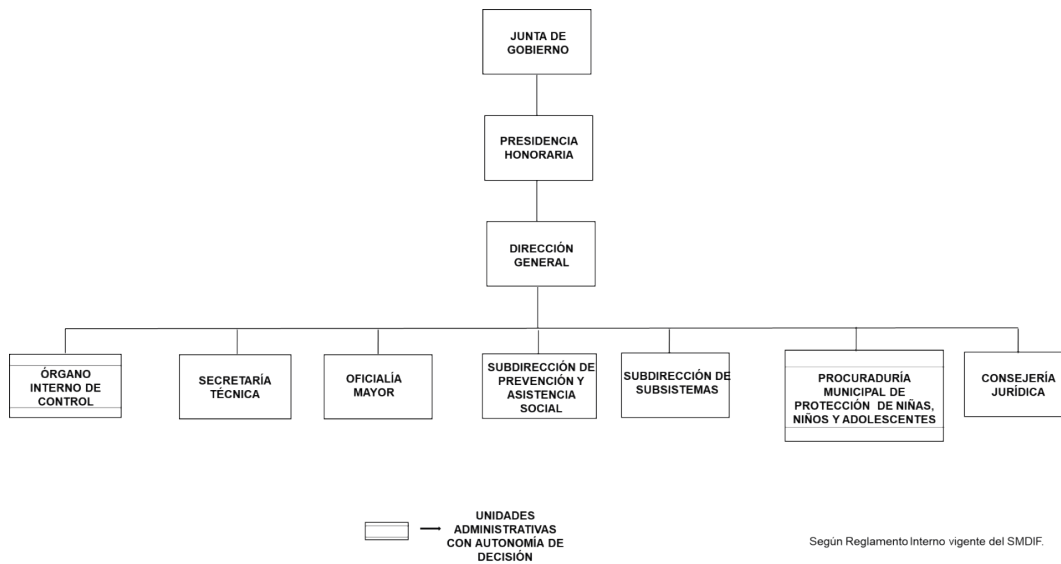 JUNTA DE
GOBIERNO
PRESIDENCIA
HONORARIA
DIRECCIÓN
GENERAL
ÓRGANO
INTERNO DE
CONTROL
SECRETARÍA
TÉCNICA
OFICIALÍA
MAYOR
SUBDIRECCIÓN DE
PREVENCIÓN Y
ASISTENCIA
SOCIAL
SUBDIRECCIÓN DE
SUBSISTEMAS
PROCURADURÍA
MUNICIPAL DE
PROTECCIÓN DE NIÑAS,
NIÑOS Y ADOLESCENTES
CONSEJERÍA
JURÍDICA
UNIDADES
ADMINISTRATIVAS
CON AUTONOMÍA DE
DECISIÓN
Según Reglamento Interno vigente del SMDIF.